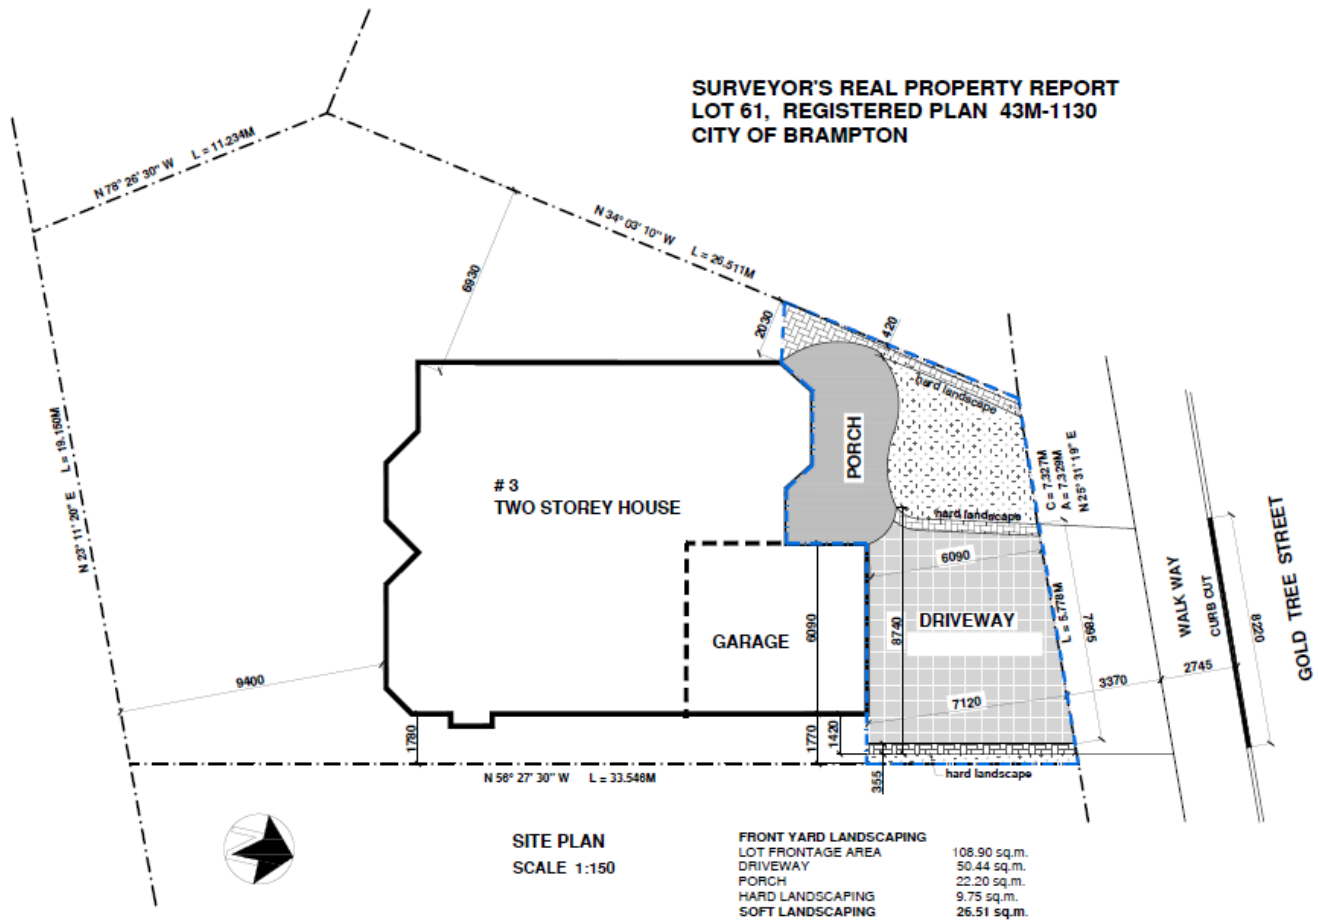 SURVEYOR'S REAL PROPERTY REPORT
LOT 61, REGISTERED PLAN 43M-1130
CITY OF BRAMPTON
N 78° 26' 30" W L = 11.234M
N 34° 03' 10" W L = 26.511M
6930
2030
420
hard landscape
N 23° 11' 20" E L = 19.150M
# 3
TWO STOREY HOUSE
PORCH
C = 7.327M
A = 7.329M
N 25° 31' 19" E
hard landscape
6090
GARAGE
6090
8740
DRIVEWAY
L = 5.778M
7895
WALK WAY
CURB CUT
8220
GOLD TREE STREET
9400
7120
3370
2745
1780
1770
1420
355
hard landscape
N 56° 27' 30" W L = 33.546M
SITE PLAN
SCALE 1:150
FRONT YARD LANDSCAPING
LOT FRONTAGE AREA 108.90 sq.m.
DRIVEWAY 50.44 sq.m.
PORCH 22.20 sq.m.
HARD LANDSCAPING 9.75 sq.m.
SOFT LANDSCAPING 26.51 sq.m.